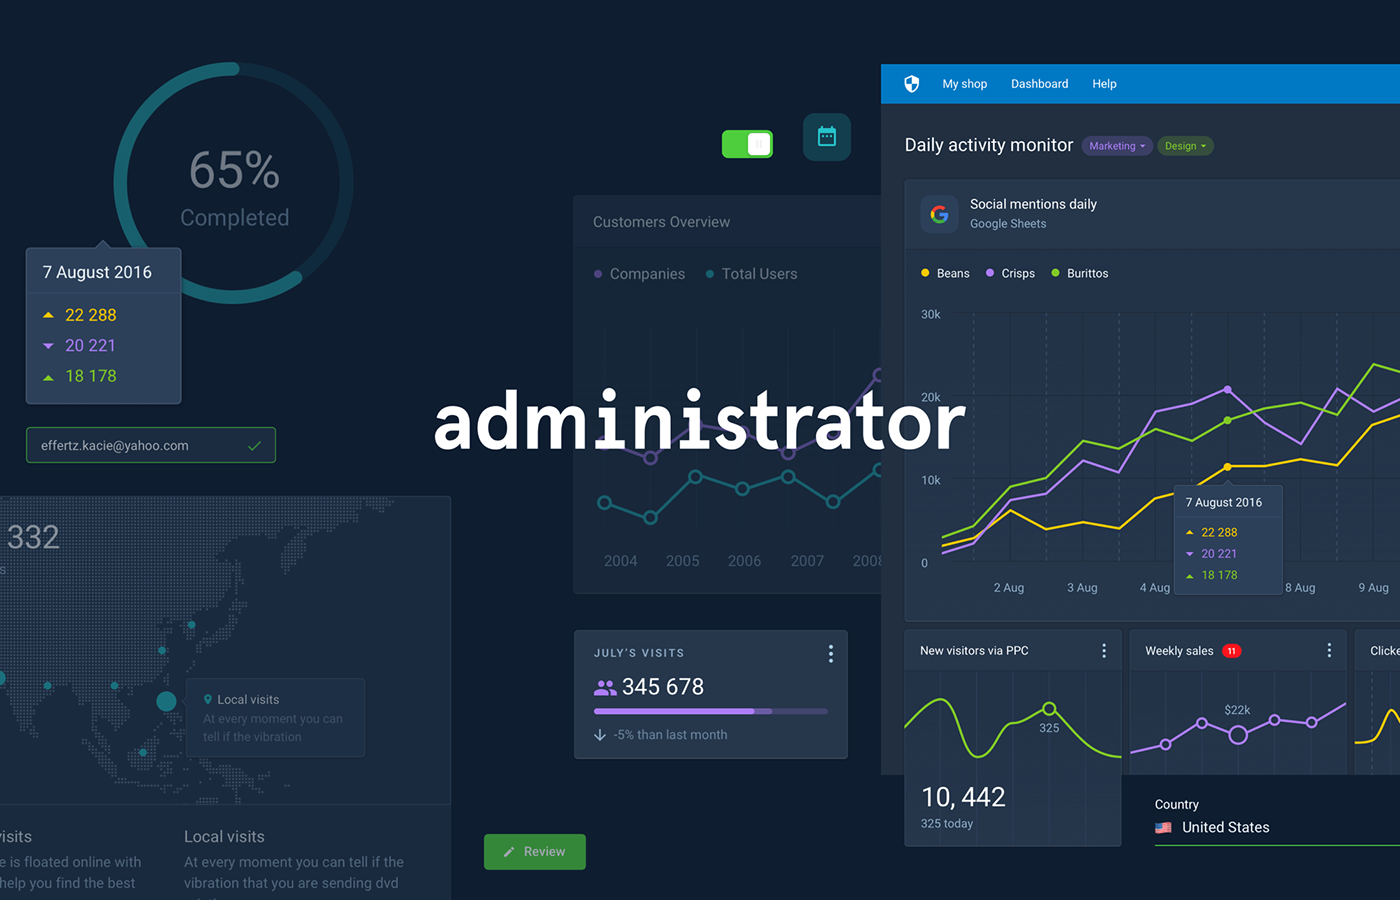 65%
Completed
7 August 2016
22 288
20 221
18 178
effertz.kacie@yahoo.com
332
s
Local visits
At every moment you can
tell if the vibration
isits
e is floated online with
help you find the best
Local visits
At every moment you can tell if the
vibration that you are sending dvd
administrator
Customers Overview
Companies
Total Users
2004 2005 2006 2007 2008
JULY'S VISITS
345 678
-5% than last month
Review
My shop Dashboard Help
Daily activity monitor Marketing Design
Social mentions daily
Google Sheets
Beans Crisps Burittos
30k
20k
10k
0
7 August 2016
22 288
20 221
18 178
2 Aug 3 Aug 4 Aug 8 Aug 9 Aug
New visitors via PPC
325
10, 442
325 today
Weekly sales 11
$22k
Clicke
Country
United States